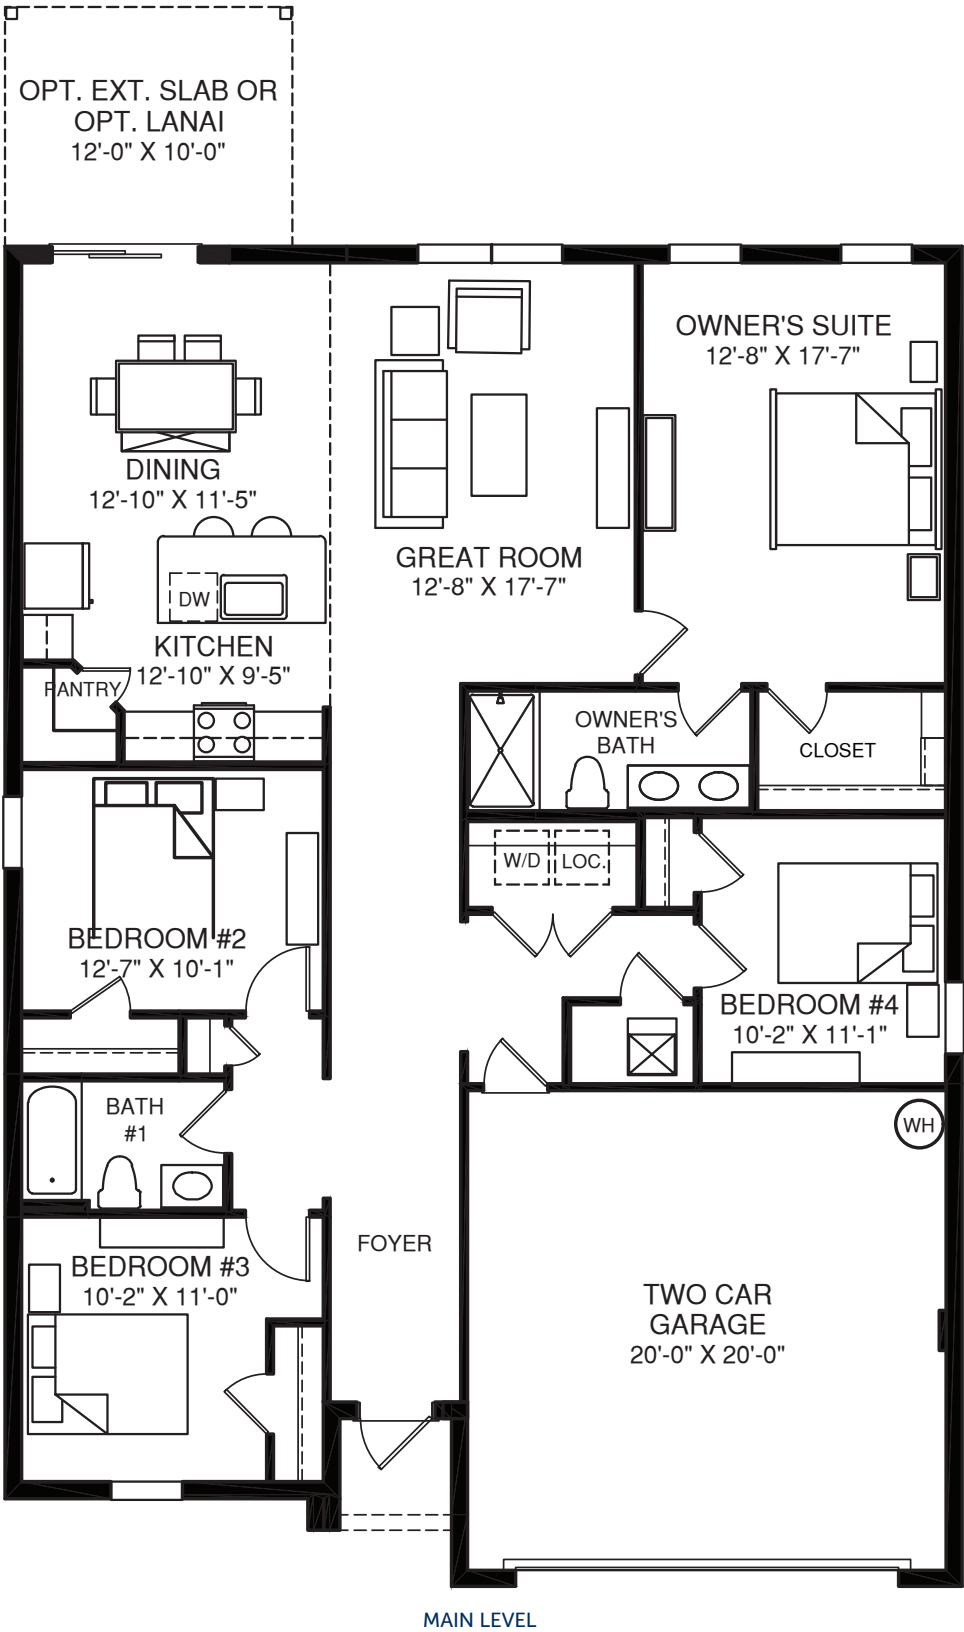 OPT. EXT. SLAB OR
OPT. LANAI
12'-0" X 10'-0"
OWNER'S SUITE
12'-8" X 17'-7"
DINING
12'-10" X 11'-5"
GREAT ROOM
12'-8" X 17'-7"
DW
KITCHEN
12'-10" X 9'-5"
PANTRY
OWNER'S
BATH
CLOSET
W/D
LOC.
BEDROOM #2
12'-7" X 10'-1"
BEDROOM #4
10'-2" X 11'-1"
BATH
#1
WH
FOYER
BEDROOM #3
10'-2" X 11'-0"
TWO CAR
GARAGE
20'-0" X 20'-0"
MAIN LEVEL